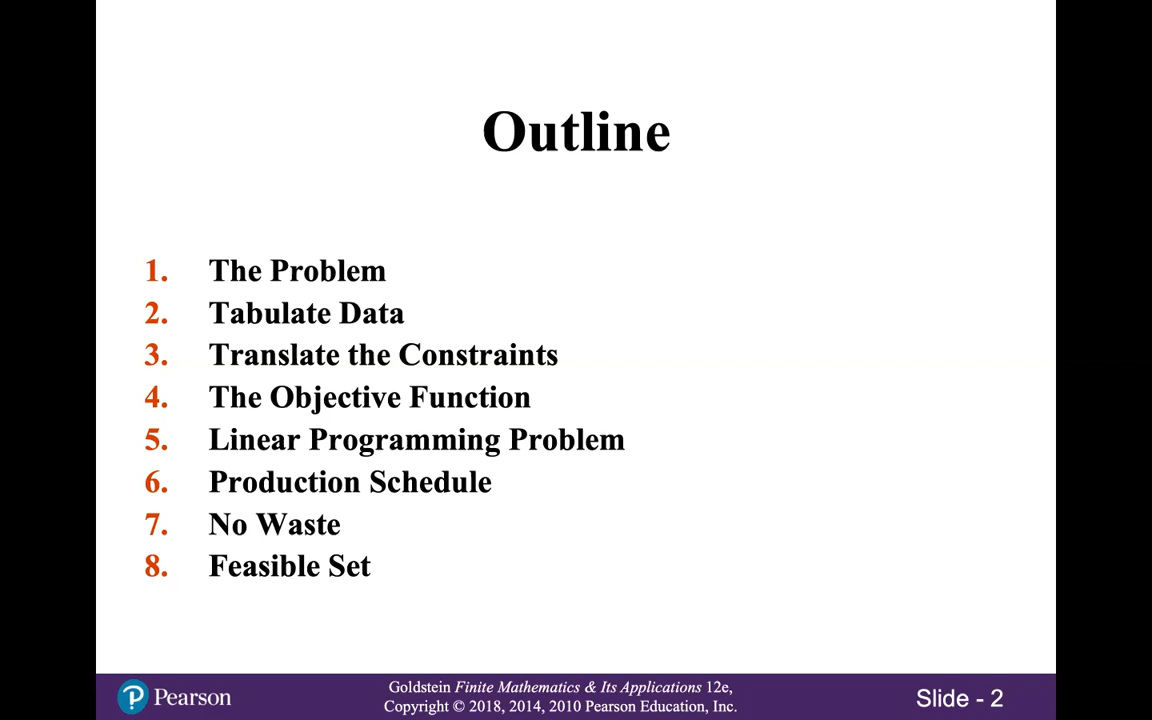 Outline
1. The Problem
2. Tabulate Data
3. Translate the Constraints
4. The Objective Function
5. Linear Programming Problem
6. Production Schedule
7. No Waste
8. Feasible Set
Pearson
Goldstein Finite Mathematics & Its Applications 12e,
Copyright © 2018, 2014, 2010 Pearson Education, Inc.
Slide - 2